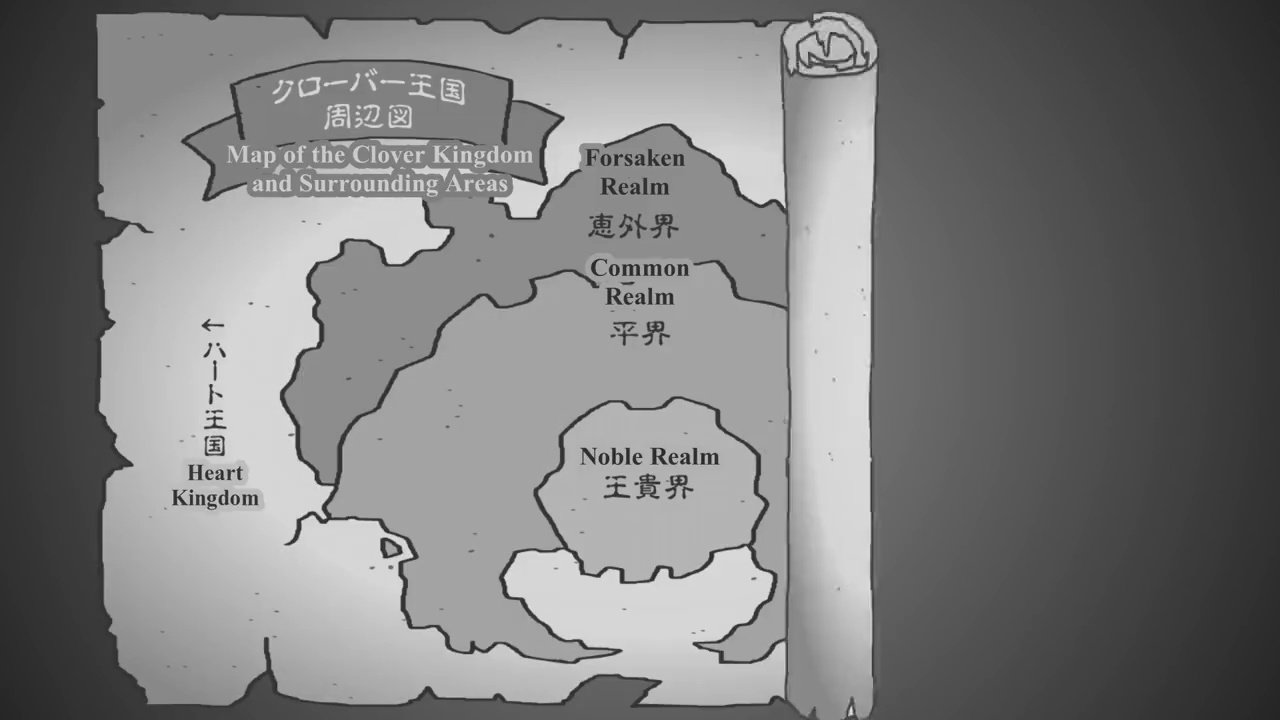 クローバー王国
周辺図
Map of the Clover Kingdom
and Surrounding Areas
Forsaken
Realm
恵外界
Common
Realm
平界
←ハート王国
Heart
Kingdom
Noble Realm
王貴界